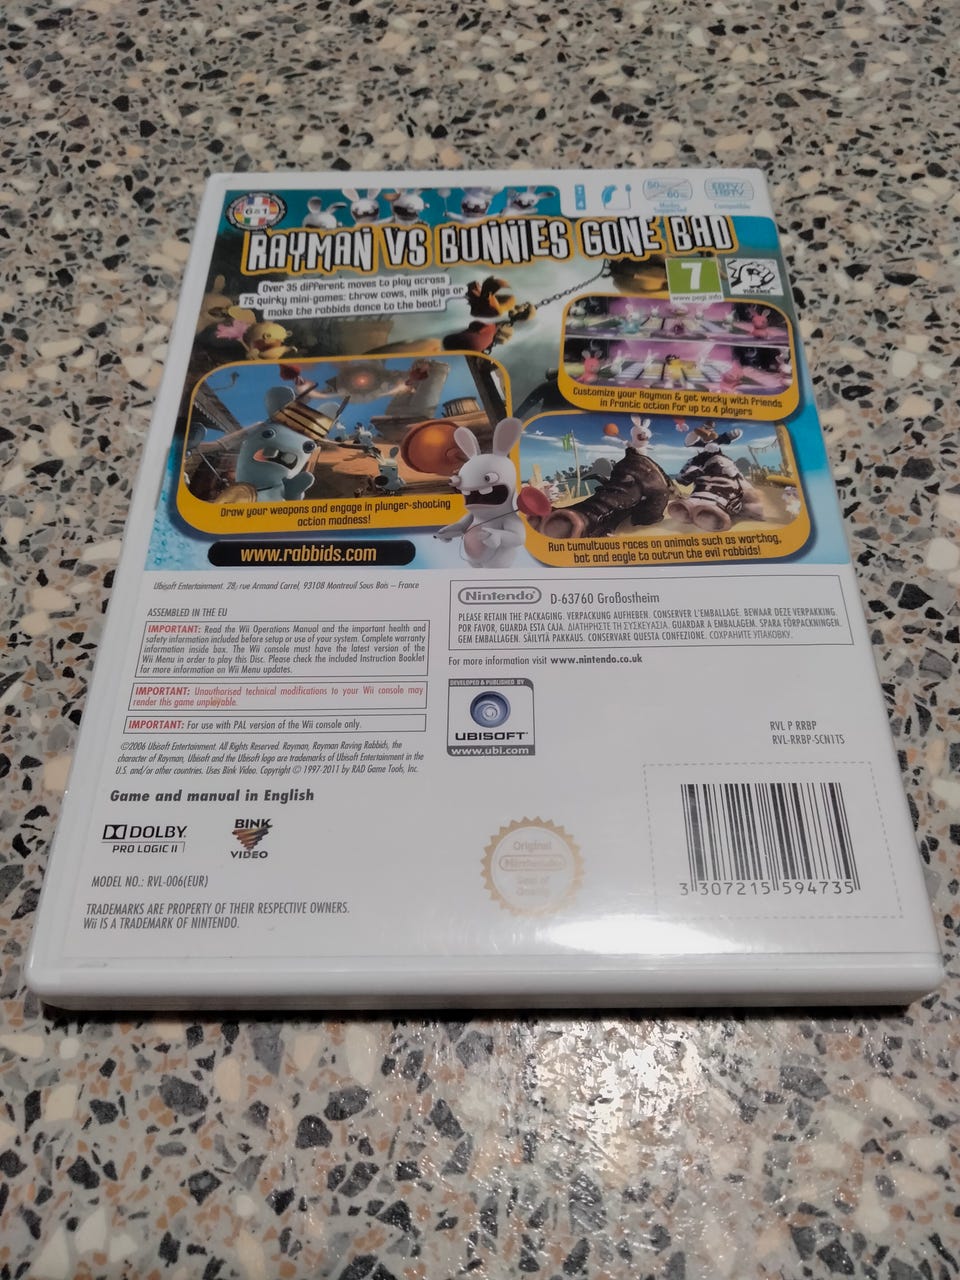 6 in 1
50Hz 60Hz
Modes
supported
EDTV/
HDTV
Compatible
RAYMAN VS BUNNIES GONE BAD
Over 35 different moves to play across
75 quirky mini-games: throw cows, milk pigs or
make the rabbids dance to the beat!
7
www.pegi.info
VIOLENCE
Customize your Rayman & get wacky with friends
in frantic action for up to 4 players
Draw your weapons and engage in plunger-shooting
action madness!
Run tumultuous races on animals such as warthog,
bat and eagle to outrun the evil rabbids!
www.rabbids.com
Ubisoft Entertainment. 28, rue Armand Carrel, 93108 Montreuil Sous Bois – France
ASSEMBLED IN THE EU
IMPORTANT: Read the Wii Operations Manual and the important health and
safety information included before setup or use of your system. Complete warranty
information inside box. The Wii console must have the latest version of the
Wii Menu in order to play this Disc. Please check the included Instruction Booklet
for more information on Wii Menu updates.
IMPORTANT: Unauthorised technical modifications to your Wii console may
render this game unplayable.
IMPORTANT: For use with PAL version of the Wii console only.
©2006 Ubisoft Entertainment. All Rights Reserved. Rayman, Rayman Raving Rabbids, the
character of Rayman, Ubisoft and the Ubisoft logo are trademarks of Ubisoft Entertainment in the
U.S. and/or other countries. Uses Bink Video. Copyright © 1997-2011 by RAD Game Tools, Inc.
Game and manual in English
DOLBY
PRO LOGIC II
BINK
VIDEO
MODEL NO.: RVL-006(EUR)
TRADEMARKS ARE PROPERTY OF THEIR RESPECTIVE OWNERS.
Wii IS A TRADEMARK OF NINTENDO.
Nintendo D-63760 Großostheim
PLEASE RETAIN THE PACKAGING. VERPACKUNG AUFHEBEN. CONSERVER L'EMBALLAGE. BEWAAR DEZE VERPAKKING.
POR FAVOR, GUARDA ESTA CAJA. ΔΙΑΤΗΡΗΣΤΕ ΤΗ ΣΥΣΚΕΥΑΣΙΑ. GUARDAR A EMBALAGEM. SPARA FÖRPACKNINGEN.
GEM EMBALLAGEN. SÄILYTÄ PAKKAUS. CONSERVARE QUESTA CONFEZIONE. СОХРАНИТЕ УПАКОВКУ.
For more information visit www.nintendo.co.uk
DEVELOPED & PUBLISHED BY
UBISOFT
www.ubi.com
RVL P RRBP
RVL-RRBP-SCN1TS
Original
Nintendo
Seal of
Quality
3 307215 594735